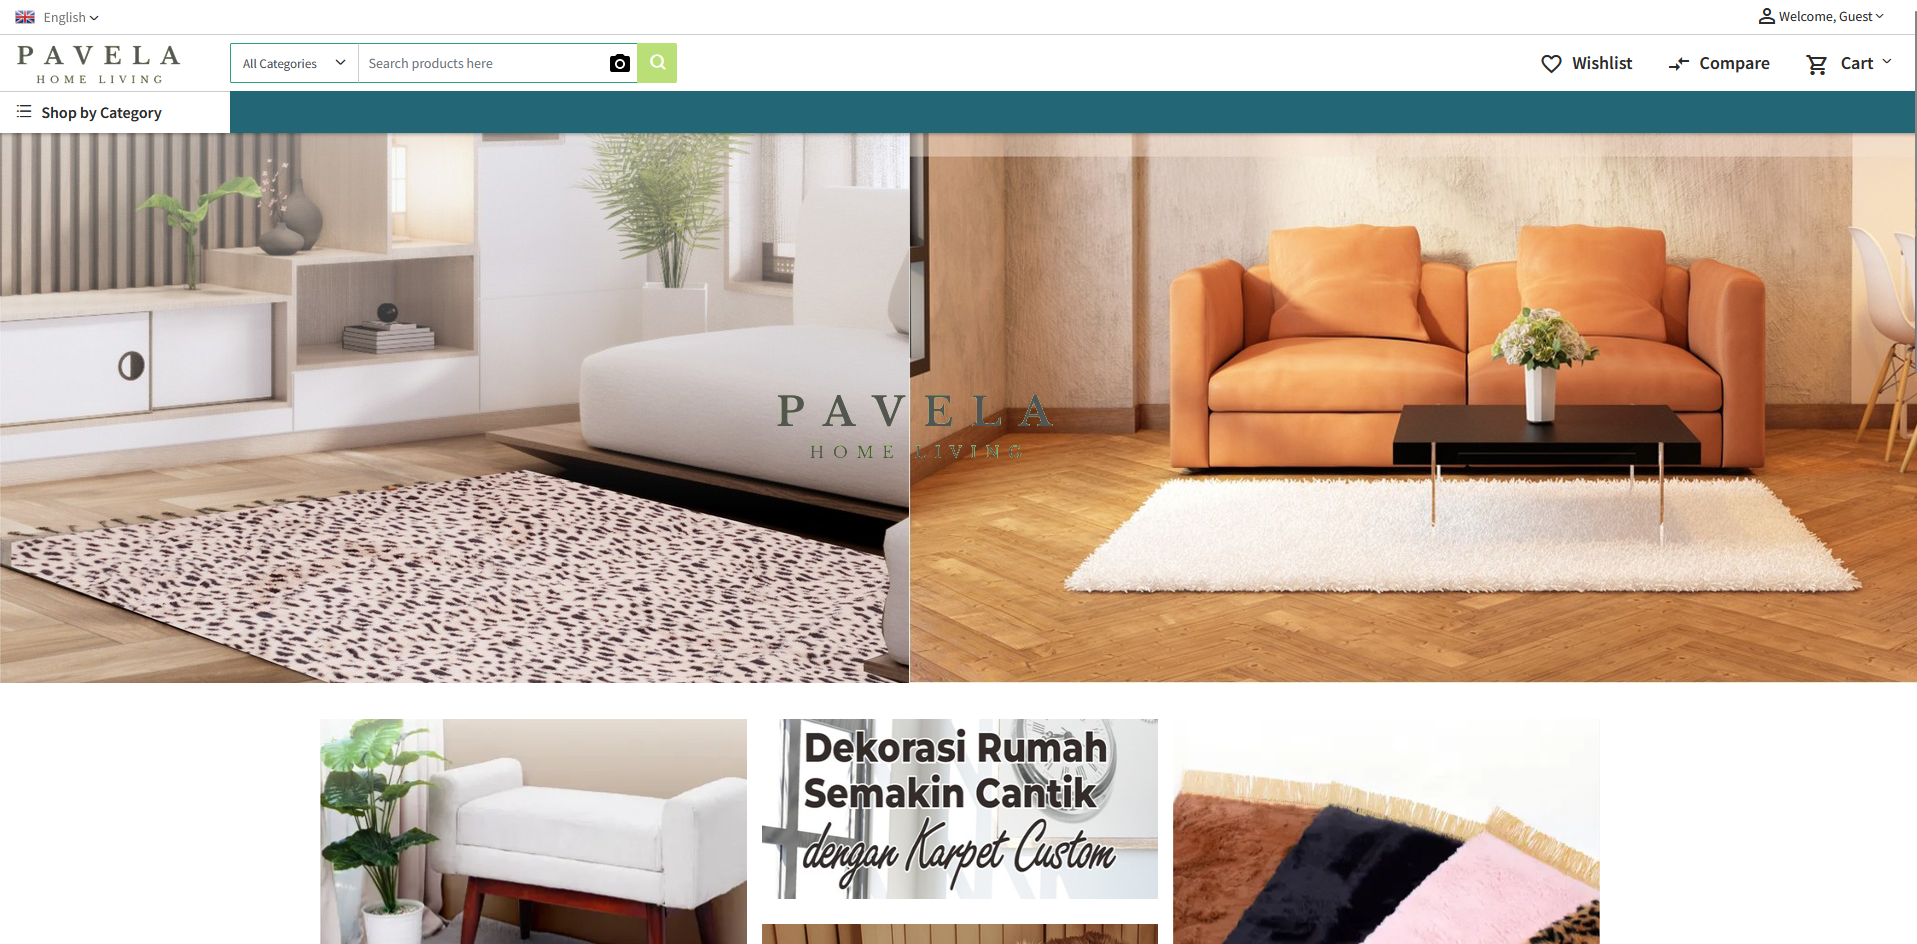 English
Welcome, Guest
PAVELA
HOME LIVING
All Categories
Search products here
Wishlist
Compare
Cart
Shop by Category
PAVELA
HOME LIVING
Dekorasi Rumah
Semakin Cantik
dengan Karpet Custom